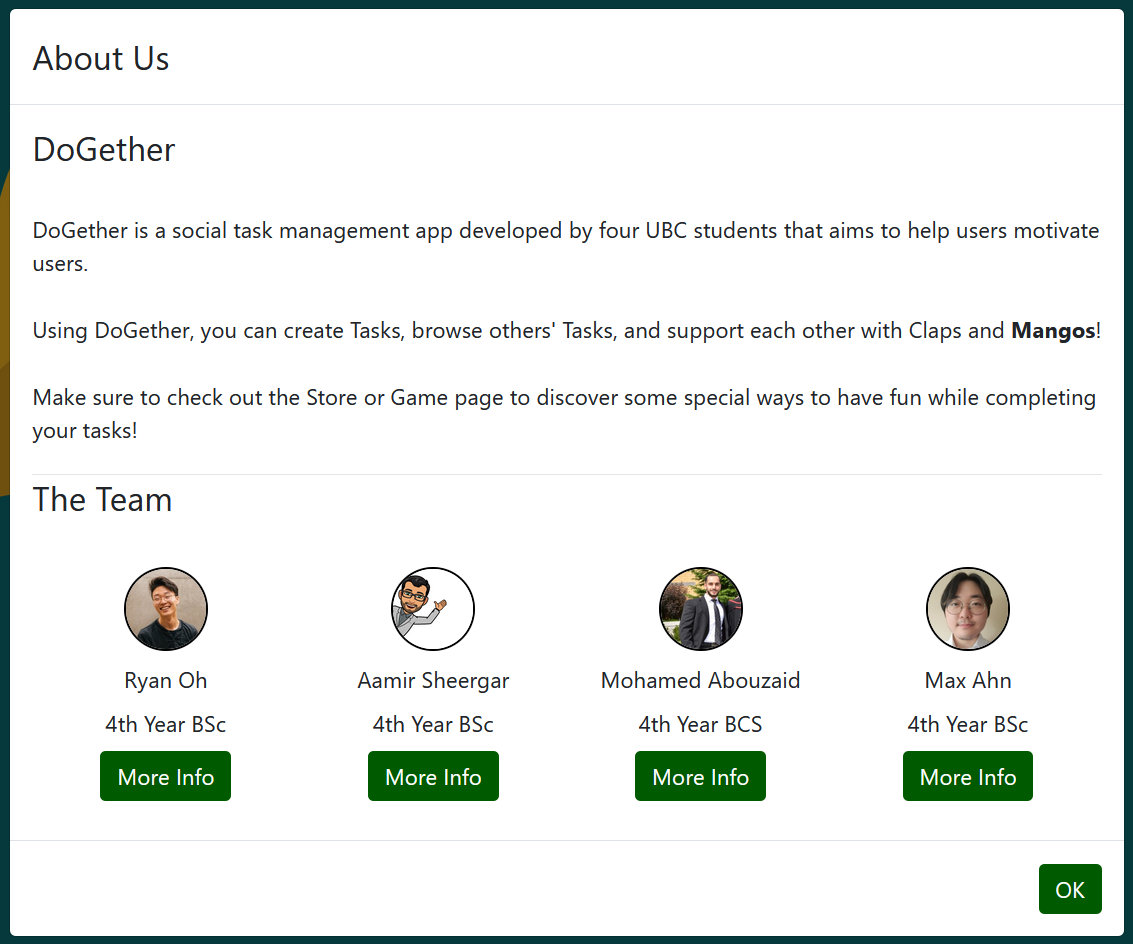 About Us
DoGether
DoGether is a social task management app developed by four UBC students that aims to help users motivate
users.
Using DoGether, you can create Tasks, browse others' Tasks, and support each other with Claps and Mangos!
Make sure to check out the Store or Game page to discover some special ways to have fun while completing
your tasks!
The Team
Ryan Oh
Aamir Sheergar
Mohamed Abouzaid
Max Ahn
4th Year BSc
4th Year BSc
4th Year BCS
4th Year BSc
More Info
More Info
More Info
More Info
OK